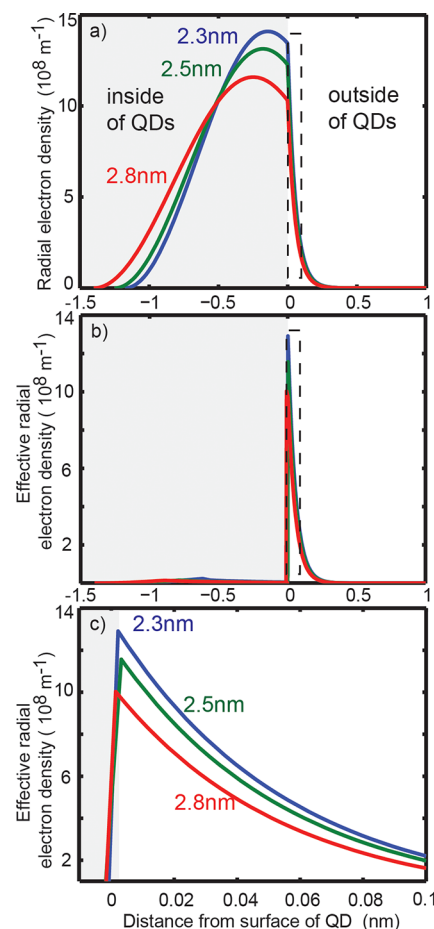 a)
2.3nm
2.5nm
2.8nm
inside
of QDs
outside
of QDs
Radial electron density (10⁸ m⁻¹)
15
10
5
0
−1.5
−1
−0.5
0
0.5
1
b)
Effective radial
electron density ( 10⁸ m⁻¹)
14
10
6
2
−1.5
−1
−0.5
0
0.5
1
c)
2.3nm
2.5nm
2.8nm
Effective radial
electron density ( 10⁸ m⁻¹)
14
10
6
2
0
0.02
0.04
0.06
0.08
0.1
Distance from surface of QD (nm)